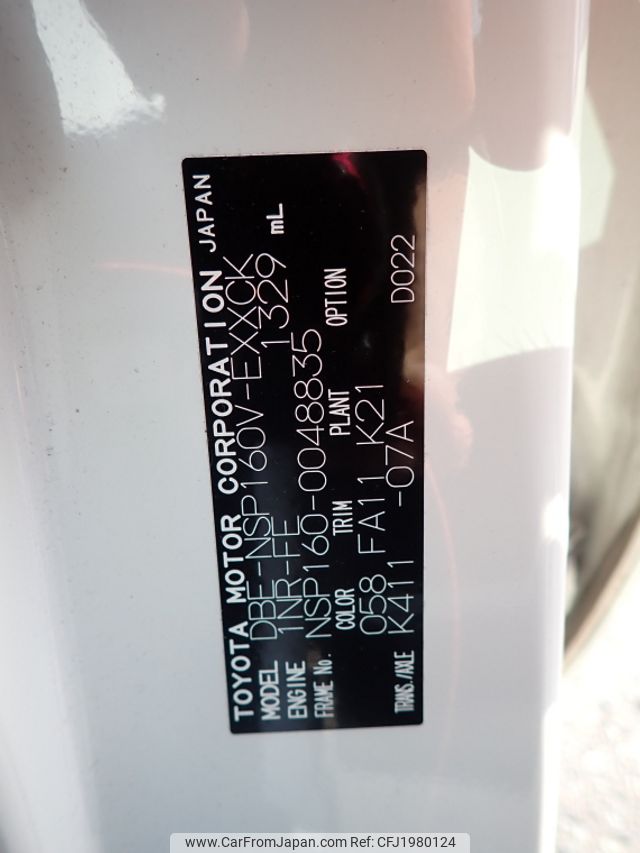 TOYOTA MOTOR CORPORATION JAPAN
MODEL DBE-NSP160V-EXXCK
ENGINE 1NR-FE 1329 mL
FRAME No. NSP160-0048835
COLOR TRIM PLANT OPTION
058 FA11 K21
TRANS./AXLE K411 -07A D022
www.CarFromJapan.com Ref: CFJ1980124